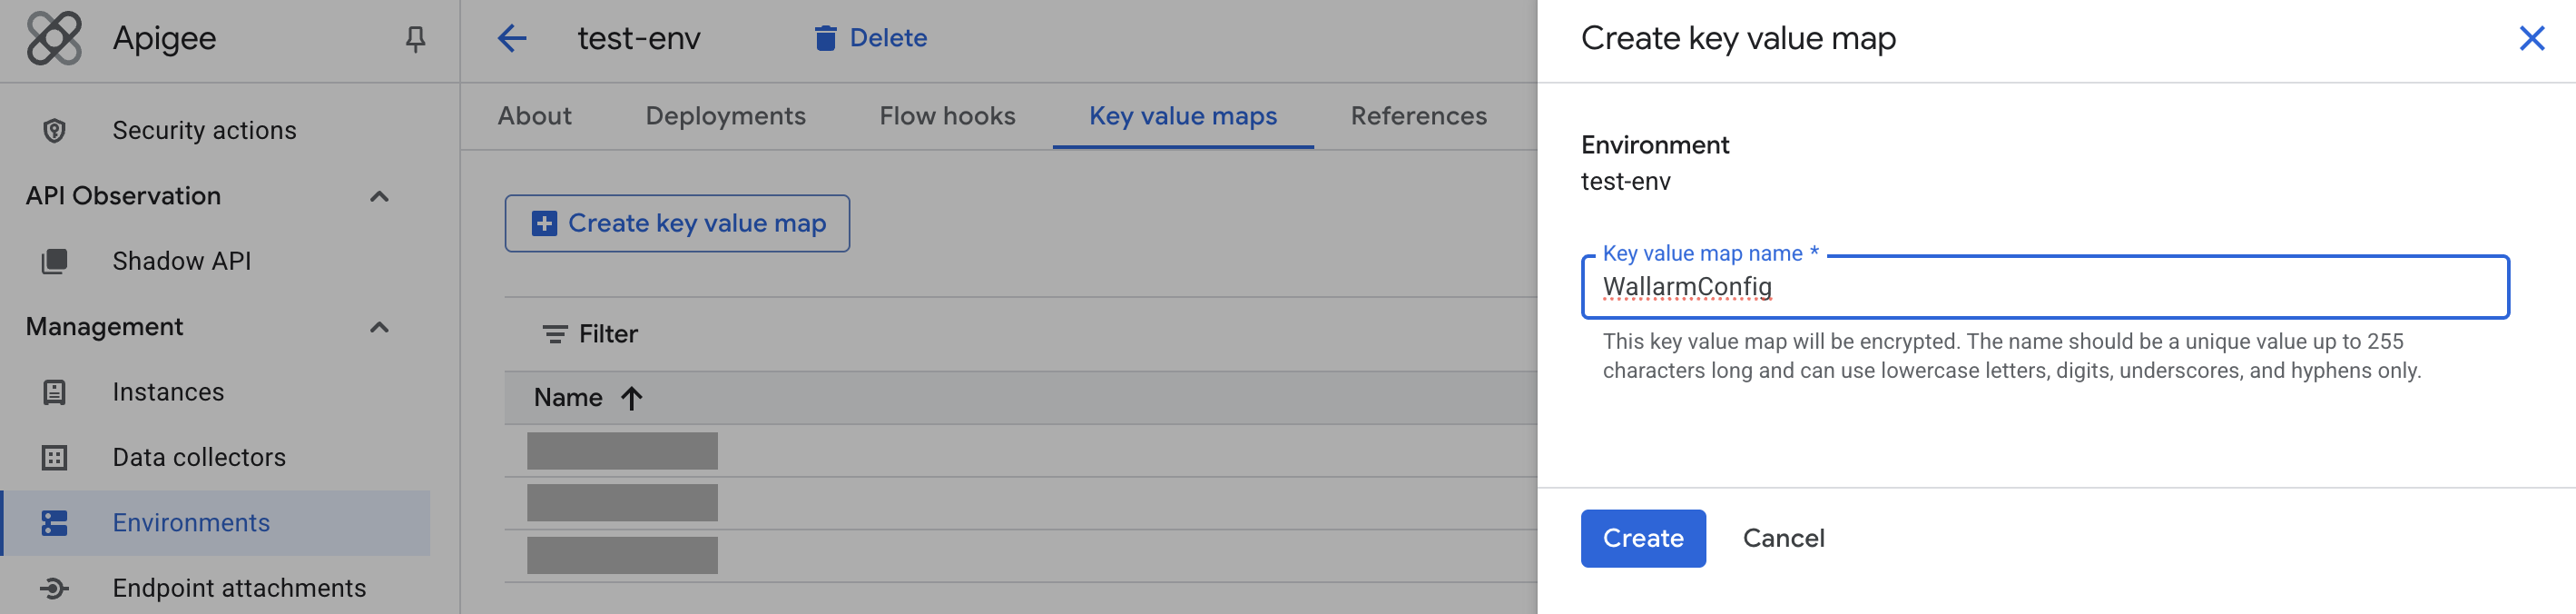 Apigee
Security actions
API Observation
Shadow API
Management
Instances
Data collectors
Environments
Endpoint attachments
test-env
Delete
About
Deployments
Flow hooks
Key value maps
References
Create key value map
Filter
Name
Create key value map
Environment
test-env
Key value map name *
WallarmConfig
This key value map will be encrypted. The name should be a unique value up to 255
characters long and can use lowercase letters, digits, underscores, and hyphens only.
Create
Cancel